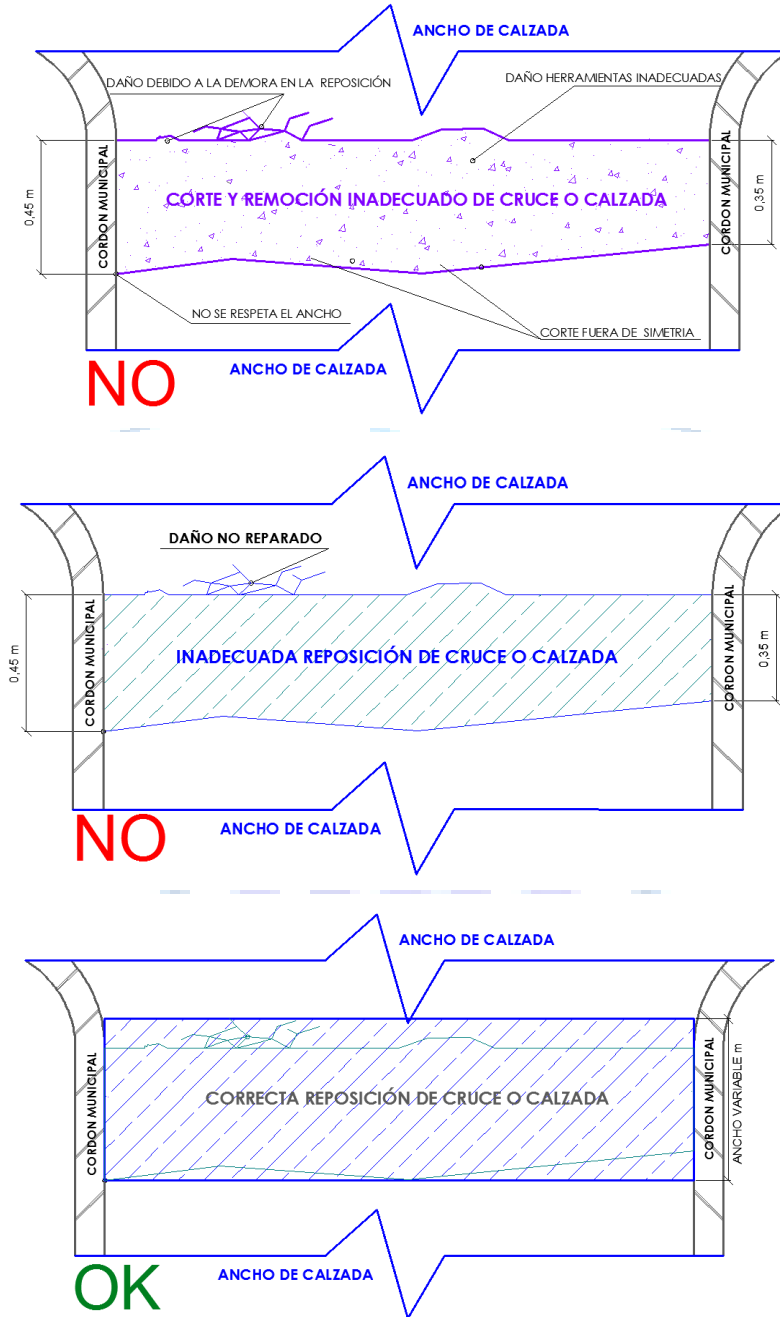 ANCHO DE CALZADA
DAÑO DEBIDO A LA DEMORA EN LA REPOSICIÓN
DAÑO HERRAMIENTAS INADECUADAS
0,45 m
CORDON MUNICIPAL
CORTE Y REMOCIÓN INADECUADO DE CRUCE O CALZADA
CORDON MUNICIPAL
0,35 m
NO SE RESPETA EL ANCHO
CORTE FUERA DE SIMETRIA
ANCHO DE CALZADA
NO
ANCHO DE CALZADA
DAÑO NO REPARADO
0,45 m
CORDON MUNICIPAL
INADECUADA REPOSICIÓN DE CRUCE O CALZADA
CORDON MUNICIPAL
0,35 m
ANCHO DE CALZADA
NO
ANCHO DE CALZADA
CORDON MUNICIPAL
CORRECTA REPOSICIÓN DE CRUCE O CALZADA
CORDON MUNICIPAL
ANCHO VARIABLE m
ANCHO DE CALZADA
OK